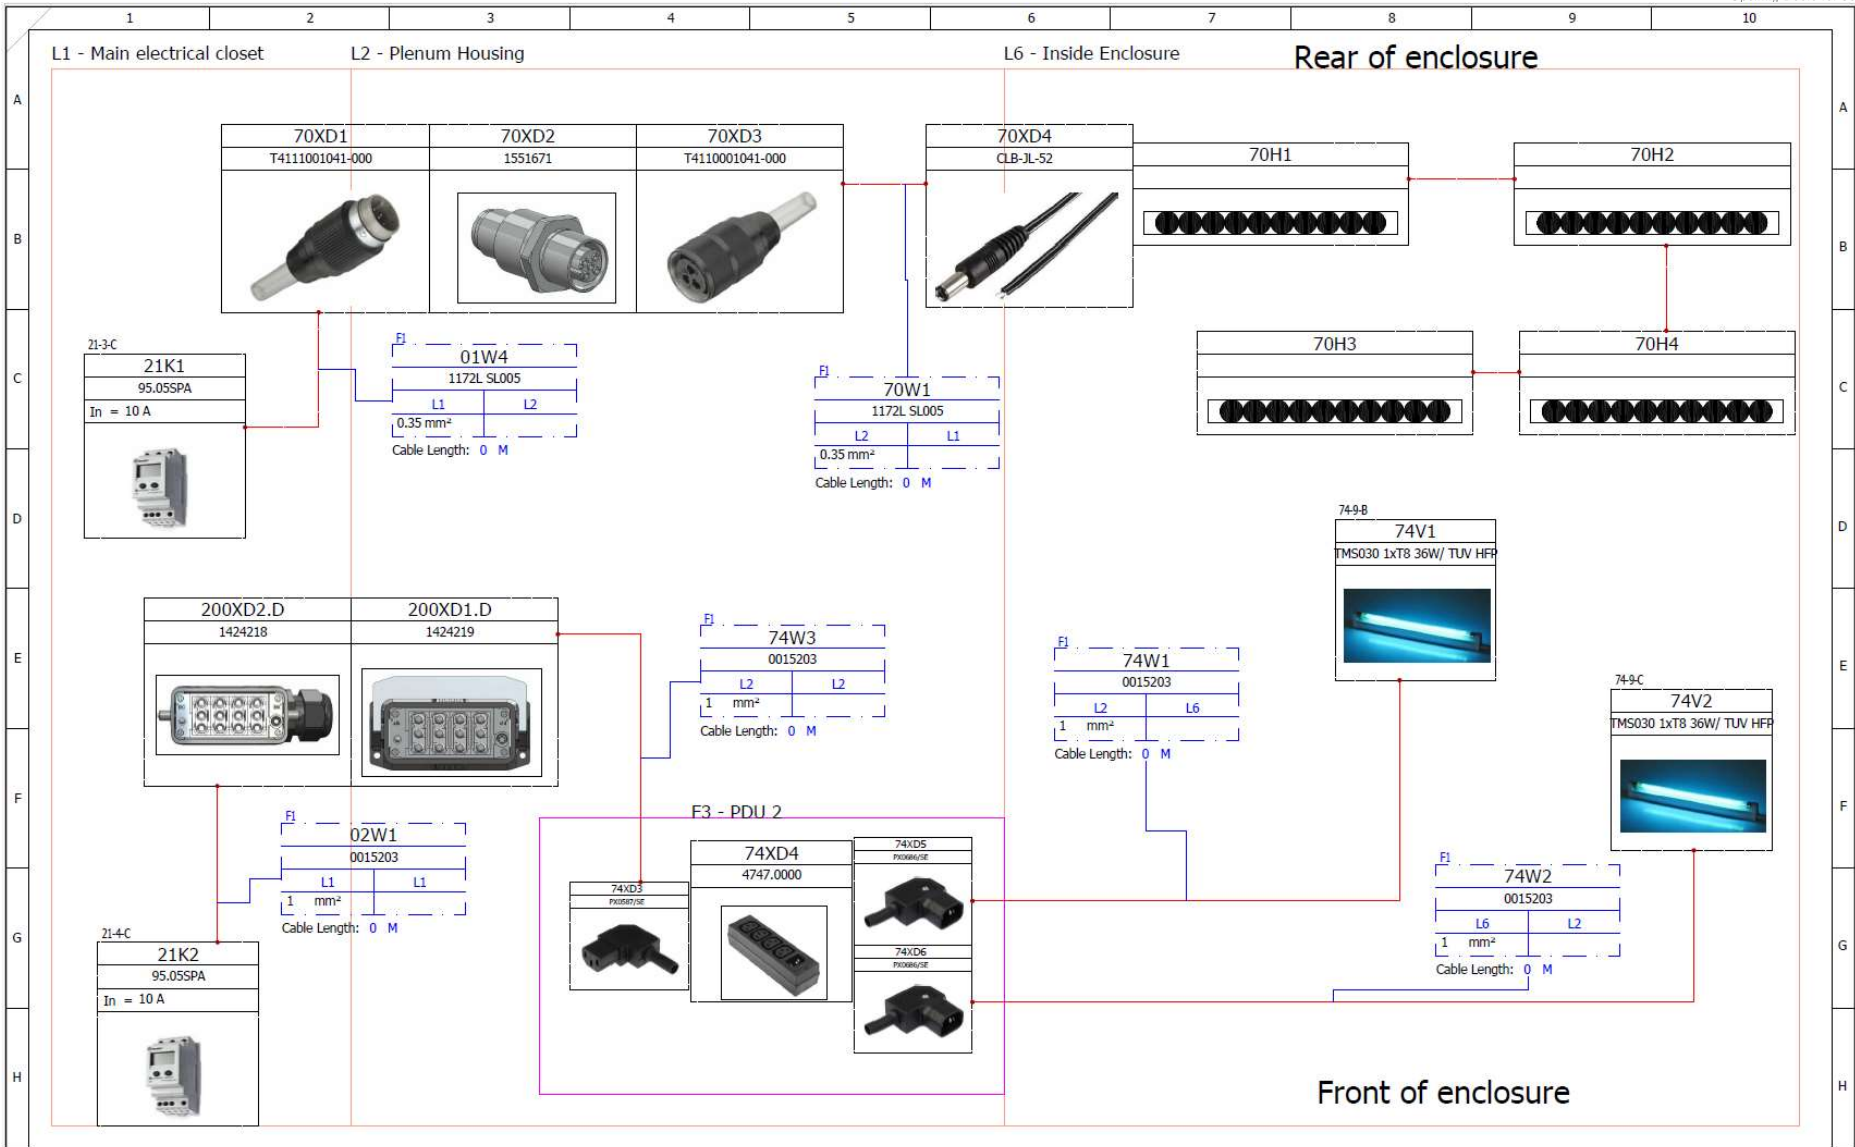 1 2 3 4 5 6 7 8 9 10
L1 - Main electrical closet L2 - Plenum Housing L6 - Inside Enclosure Rear of enclosure
A A
70XD1 70XD2 70XD3 70XD4
T4111001041-000 1551671 T4110001041-000 CLB-JL-52
70H1 70H2
B B
21-3-C
21K1
95.05SPA
In = 10 A
F1
01W4
1172L SL005
L1 L2
0.35 mm²
Cable Length: 0 M
F1
70W1
1172L SL005
L2 L1
0.35 mm²
Cable Length: 0 M
70H3 70H4
C C
D D
74-9-B
74V1
TMS030 1xT8 36W/ TUV HFP
200XD2.D 200XD1.D
1424218 1424219
F1
74W3
0015203
L2 L2
1 mm²
Cable Length: 0 M
F1
74W1
0015203
L2 L6
1 mm²
Cable Length: 0 M
E E
74-9-C
74V2
TMS030 1xT8 36W/ TUV HFP
F F
F1
02W1
0015203
L1 L1
1 mm²
Cable Length: 0 M
F3 - PDU 2
74XD3
PX0587/SE
74XD4
4747.0000
74XD5
PX0686/SE
74XD6
PX0686/SE
F1
74W2
0015203
L6 L2
1 mm²
Cable Length: 0 M
G G
21-4-C
21K2
95.05SPA
In = 10 A
H H
Front of enclosure